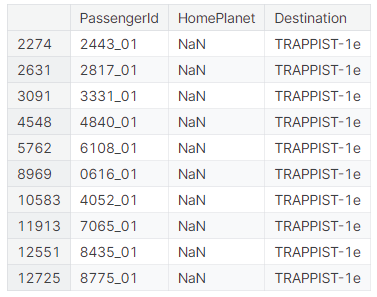 PassengerId HomePlanet Destination
2274 2443_01 NaN TRAPPIST-1e
2631 2817_01 NaN TRAPPIST-1e
3091 3331_01 NaN TRAPPIST-1e
4548 4840_01 NaN TRAPPIST-1e
5762 6108_01 NaN TRAPPIST-1e
8969 0616_01 NaN TRAPPIST-1e
10583 4052_01 NaN TRAPPIST-1e
11913 7065_01 NaN TRAPPIST-1e
12551 8435_01 NaN TRAPPIST-1e
12725 8775_01 NaN TRAPPIST-1e